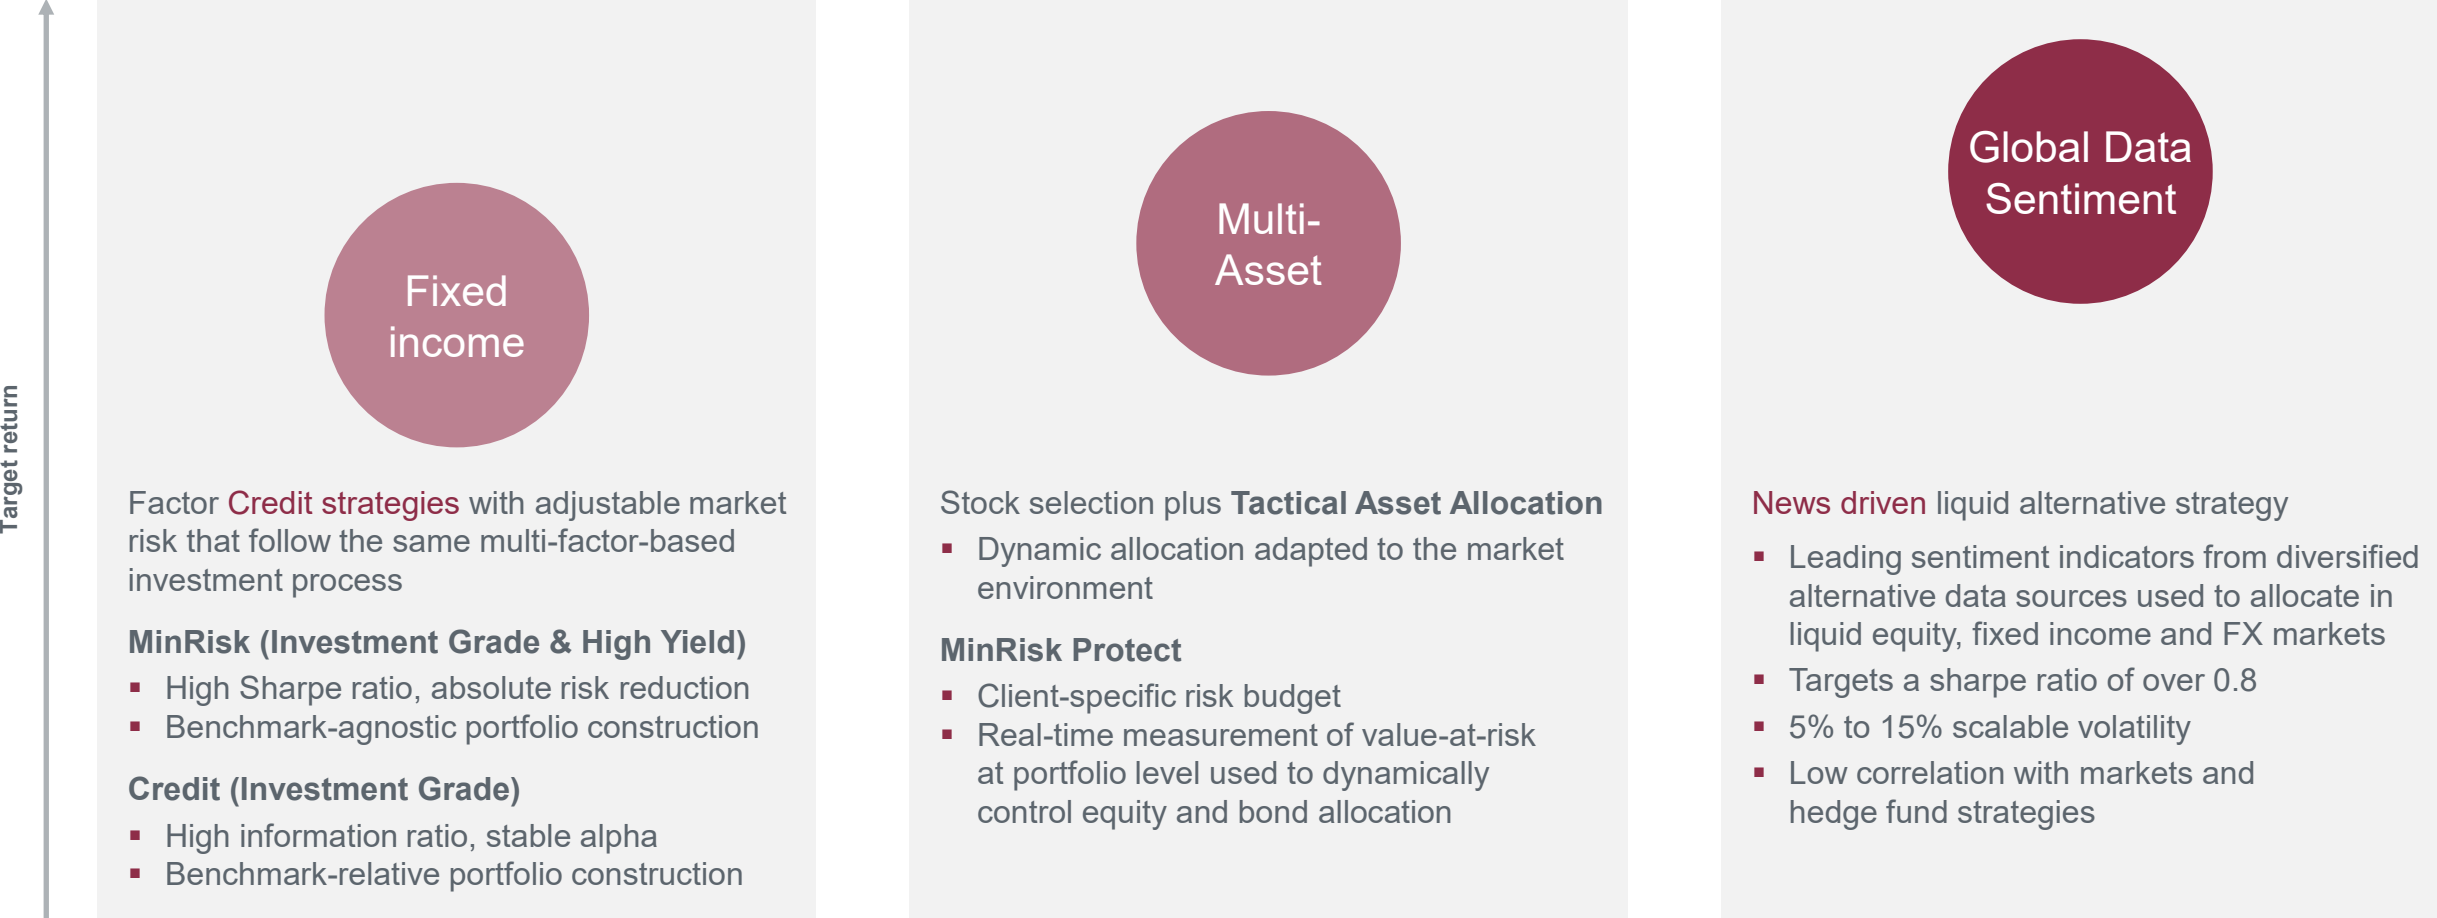 Target return
Fixed
income
Factor Credit strategies with adjustable market
risk that follow the same multi-factor-based
investment process
MinRisk (Investment Grade & High Yield)
▪ High Sharpe ratio, absolute risk reduction
▪ Benchmark-agnostic portfolio construction
Credit (Investment Grade)
▪ High information ratio, stable alpha
▪ Benchmark-relative portfolio construction
Multi-
Asset
Stock selection plus Tactical Asset Allocation
▪ Dynamic allocation adapted to the market
environment
MinRisk Protect
▪ Client-specific risk budget
▪ Real-time measurement of value-at-risk
at portfolio level used to dynamically
control equity and bond allocation
Global Data
Sentiment
News driven liquid alternative strategy
▪ Leading sentiment indicators from diversified
alternative data sources used to allocate in
liquid equity, fixed income and FX markets
▪ Targets a sharpe ratio of over 0.8
▪ 5% to 15% scalable volatility
▪ Low correlation with markets and
hedge fund strategies